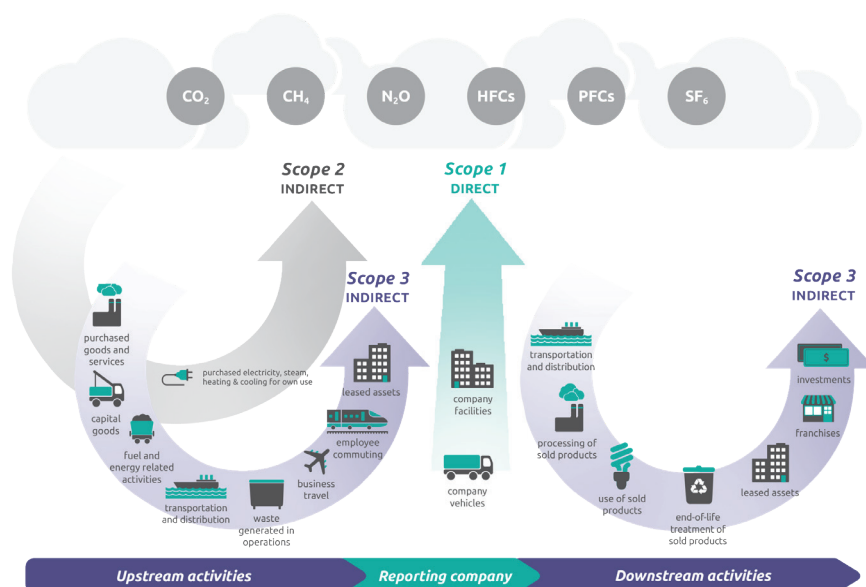 CO₂
CH₄
N₂O
HFCs
PFCs
SF₆
Scope 2
INDIRECT
Scope 1
DIRECT
Scope 3
INDIRECT
Scope 3
INDIRECT
purchased
goods and
services
capital
goods
fuel and
energy related
activities
transportation
and distribution
waste
generated in
operations
business
travel
employee
commuting
leased assets
purchased electricity, steam,
heating & cooling for own use
company
facilities
company
vehicles
transportation
and distribution
processing of
sold products
use of sold
products
end-of-life
treatment of
sold products
leased assets
franchises
investments
$
Upstream activities
Reporting company
Downstream activities